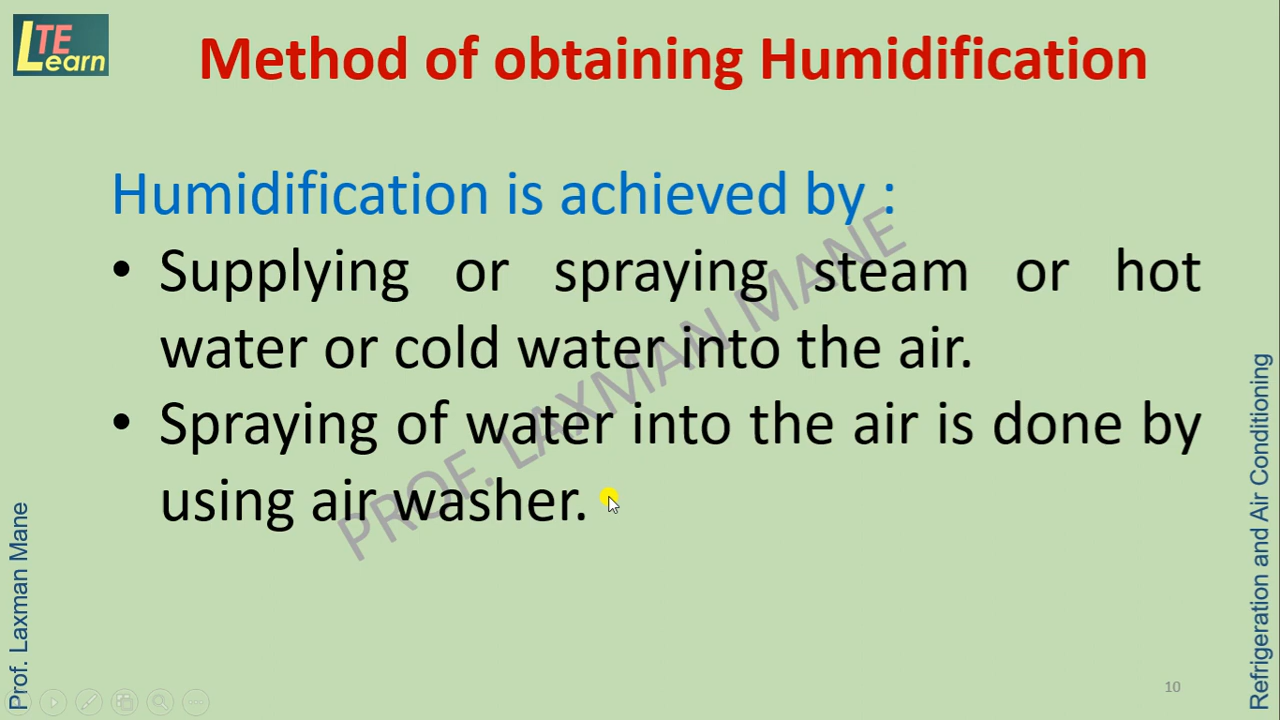 LTE
Learn
Method of obtaining Humidification
Humidification is achieved by :
• Supplying or spraying steam or hot
water or cold water into the air.
• Spraying of water into the air is done by
using air washer.
PROF. LAXMAN MANE
Prof. Laxman Mane
Refrigeration and Air Conditioning
10